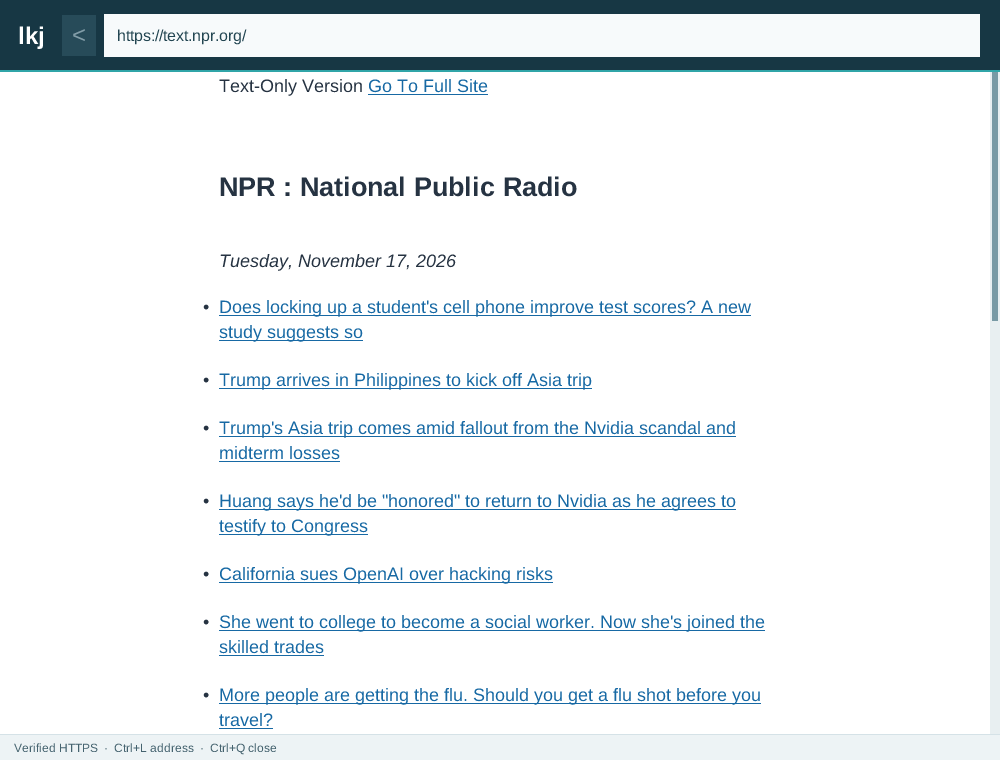 lkj < https://text.npr.org/
Text-Only Version Go To Full Site
NPR : National Public Radio
Tuesday, November 17, 2026
• Does locking up a student's cell phone improve test scores? A new
study suggests so
• Trump arrives in Philippines to kick off Asia trip
• Trump's Asia trip comes amid fallout from the Nvidia scandal and
midterm losses
• Huang says he'd be "honored" to return to Nvidia as he agrees to
testify to Congress
• California sues OpenAI over hacking risks
• She went to college to become a social worker. Now she's joined the
skilled trades
• More people are getting the flu. Should you get a flu shot before you
travel?
Verified HTTPS · Ctrl+L address · Ctrl+Q close